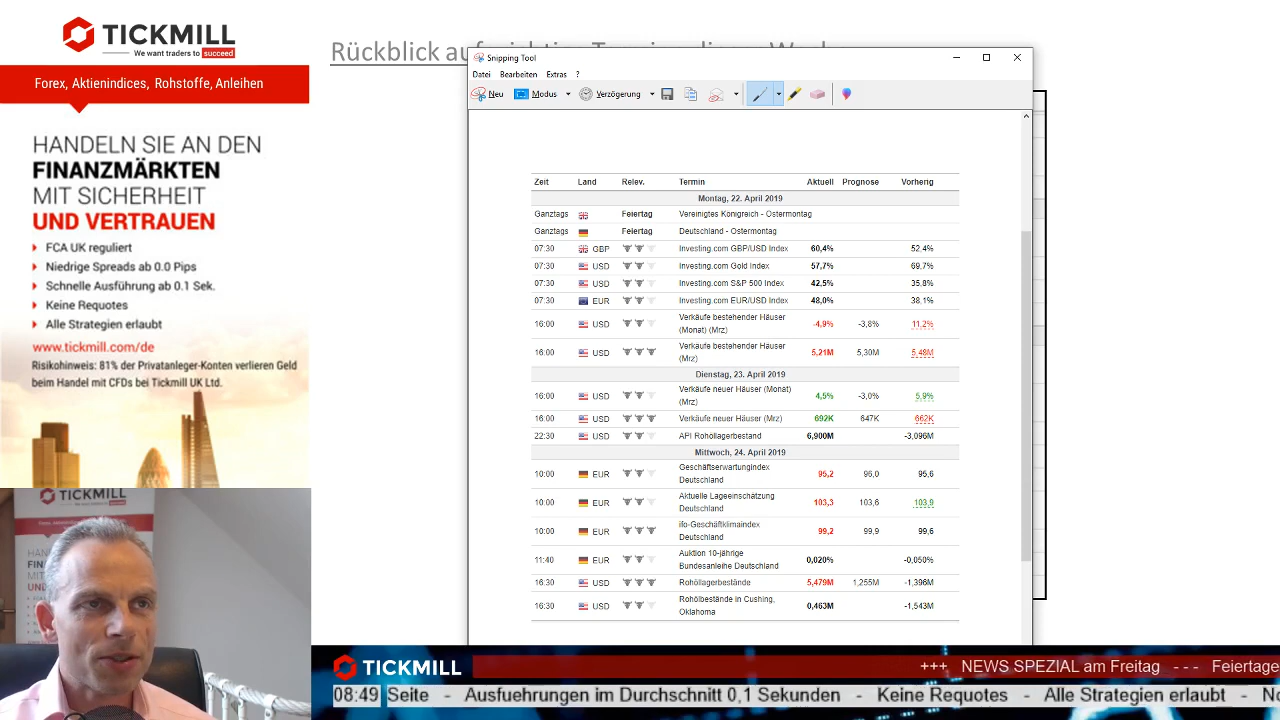 TICKMILL
We want traders to succeed
Forex, Aktienindices, Rohstoffe, Anleihen
HANDELN SIE AN DEN
FINANZMÄRKTEN
MIT SICHERHEIT
UND VERTRAUEN
FCA UK reguliert
Niedrige Spreads ab 0.0 Pips
Schnelle Ausführung ab 0.1 Sek.
Keine Requotes
Alle Strategien erlaubt
www.tickmill.com/de
Risikohinweis: 81% der Privatanleger-Konten verlieren Geld
beim Handel mit CFDs bei Tickmill UK Ltd.
Rückblick auf
Snipping Tool
Datei Bearbeiten Extras ?
Neu Modus Verzögerung
Zeit Land Relev. Termin Aktuell Prognose Vorherig
Montag, 22. April 2019
Ganztags Feiertag Vereinigtes Königreich - Ostermontag
Ganztags Feiertag Deutschland - Ostermontag
07:30 GBP Investing.com GBP/USD Index 60,4% 52,4%
07:30 USD Investing.com Gold Index 57,7% 69,7%
07:30 USD Investing.com S&P 500 Index 42,5% 35,8%
07:30 EUR Investing.com EUR/USD Index 48,0% 38,1%
16:00 USD Verkäufe bestehender Häuser
(Monat) (Mrz) -4,9% -3,8% 11,2%
16:00 USD Verkaufe bestehender Häuser
(Mrz) 5,21M 5,30M 5,48M
Dienstag, 23. April 2019
16:00 USD Verkäufe neuer Häuser (Monat)
(Mrz) 4,5% -3,0% 5,9%
16:00 USD Verkäufe neuer Häuser (Mrz) 692K 647K 662K
22:30 USD API Rohöllagerbestand 6,900M -3,096M
Mittwoch, 24. April 2019
10:00 EUR Geschäftserwartungindex
Deutschland 95,2 96,0 95,6
10:00 EUR Aktuelle Lageeinschätzung
Deutschland 103,3 103,6 103,9
10:00 EUR ifo-Geschäftklimaindex
Deutschland 99,2 99,9 99,6
11:40 EUR Auktion 10-jährige
Bundesanleihe Deutschland 0,020% -0,050%
16:30 USD Rohöllagerbestände 5,479M 1,255M -1,396M
16:30 USD Rohölbestände in Cushing,
Oklahoma 0,463M -1,543M
TICKMILL
TICKMILL +++ NEWS SPEZIAL am Freitag - - - Feiertage
08:49 Seite - Ausfuehrungen im Durchschnitt 0,1 Sekunden - Keine Requotes - Alle Strategien erlaubt - No